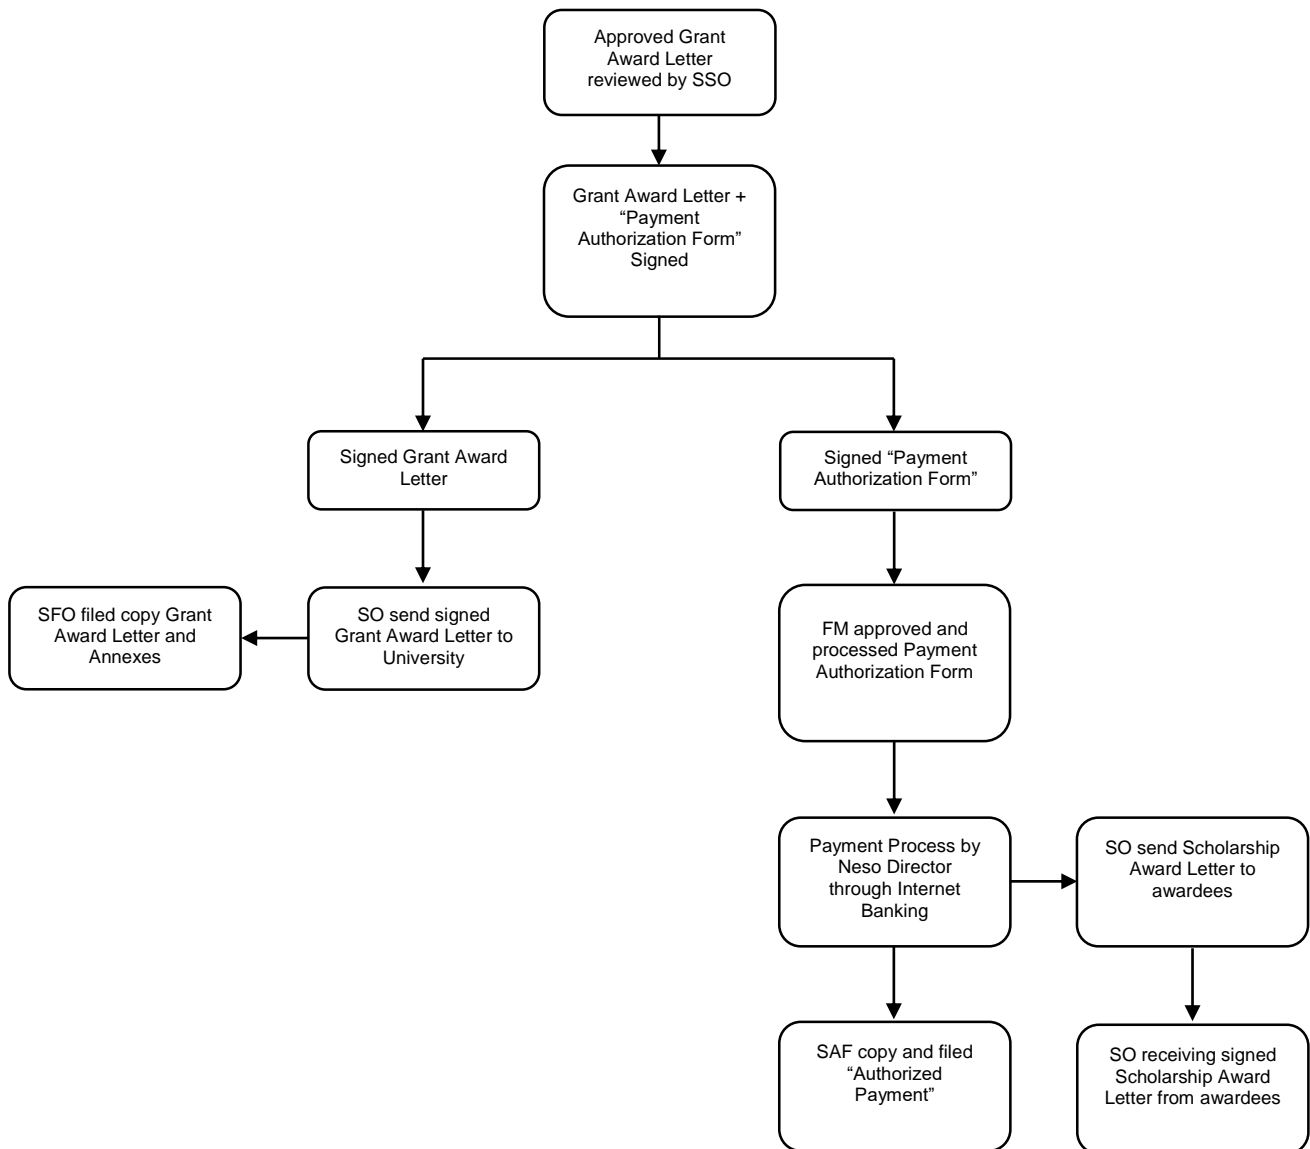 Approved Grant
Award Letter
reviewed by SSO
Grant Award Letter +
“Payment
Authorization Form”
Signed
Signed Grant Award
Letter
Signed “Payment
Authorization Form”
SFO filed copy Grant
Award Letter and
Annexes
SO send signed
Grant Award Letter to
University
FM approved and
processed Payment
Authorization Form
Payment Process by
Neso Director
through Internet
Banking
SO send Scholarship
Award Letter to
awardees
SAF copy and filed
“Authorized
Payment”
SO receiving signed
Scholarship Award
Letter from awardees